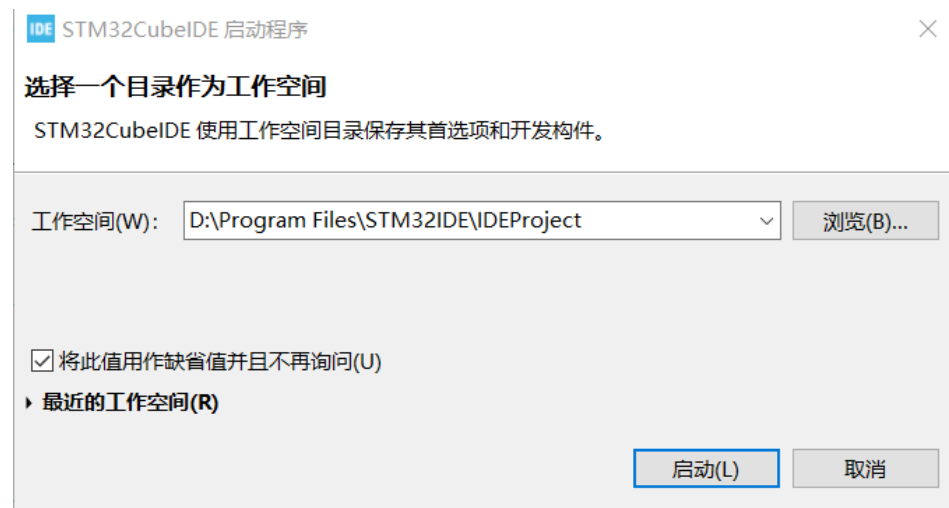 IDE STM32CubeIDE 启动程序
选择一个目录作为工作空间
STM32CubeIDE 使用工作空间目录保存其首选项和开发构件。
工作空间(W): D:\Program Files\STM32IDE\IDEProject 浏览(B)...
将此值用作缺省值并且不再询问(U)
最近的工作空间(R)
启动(L) 取消